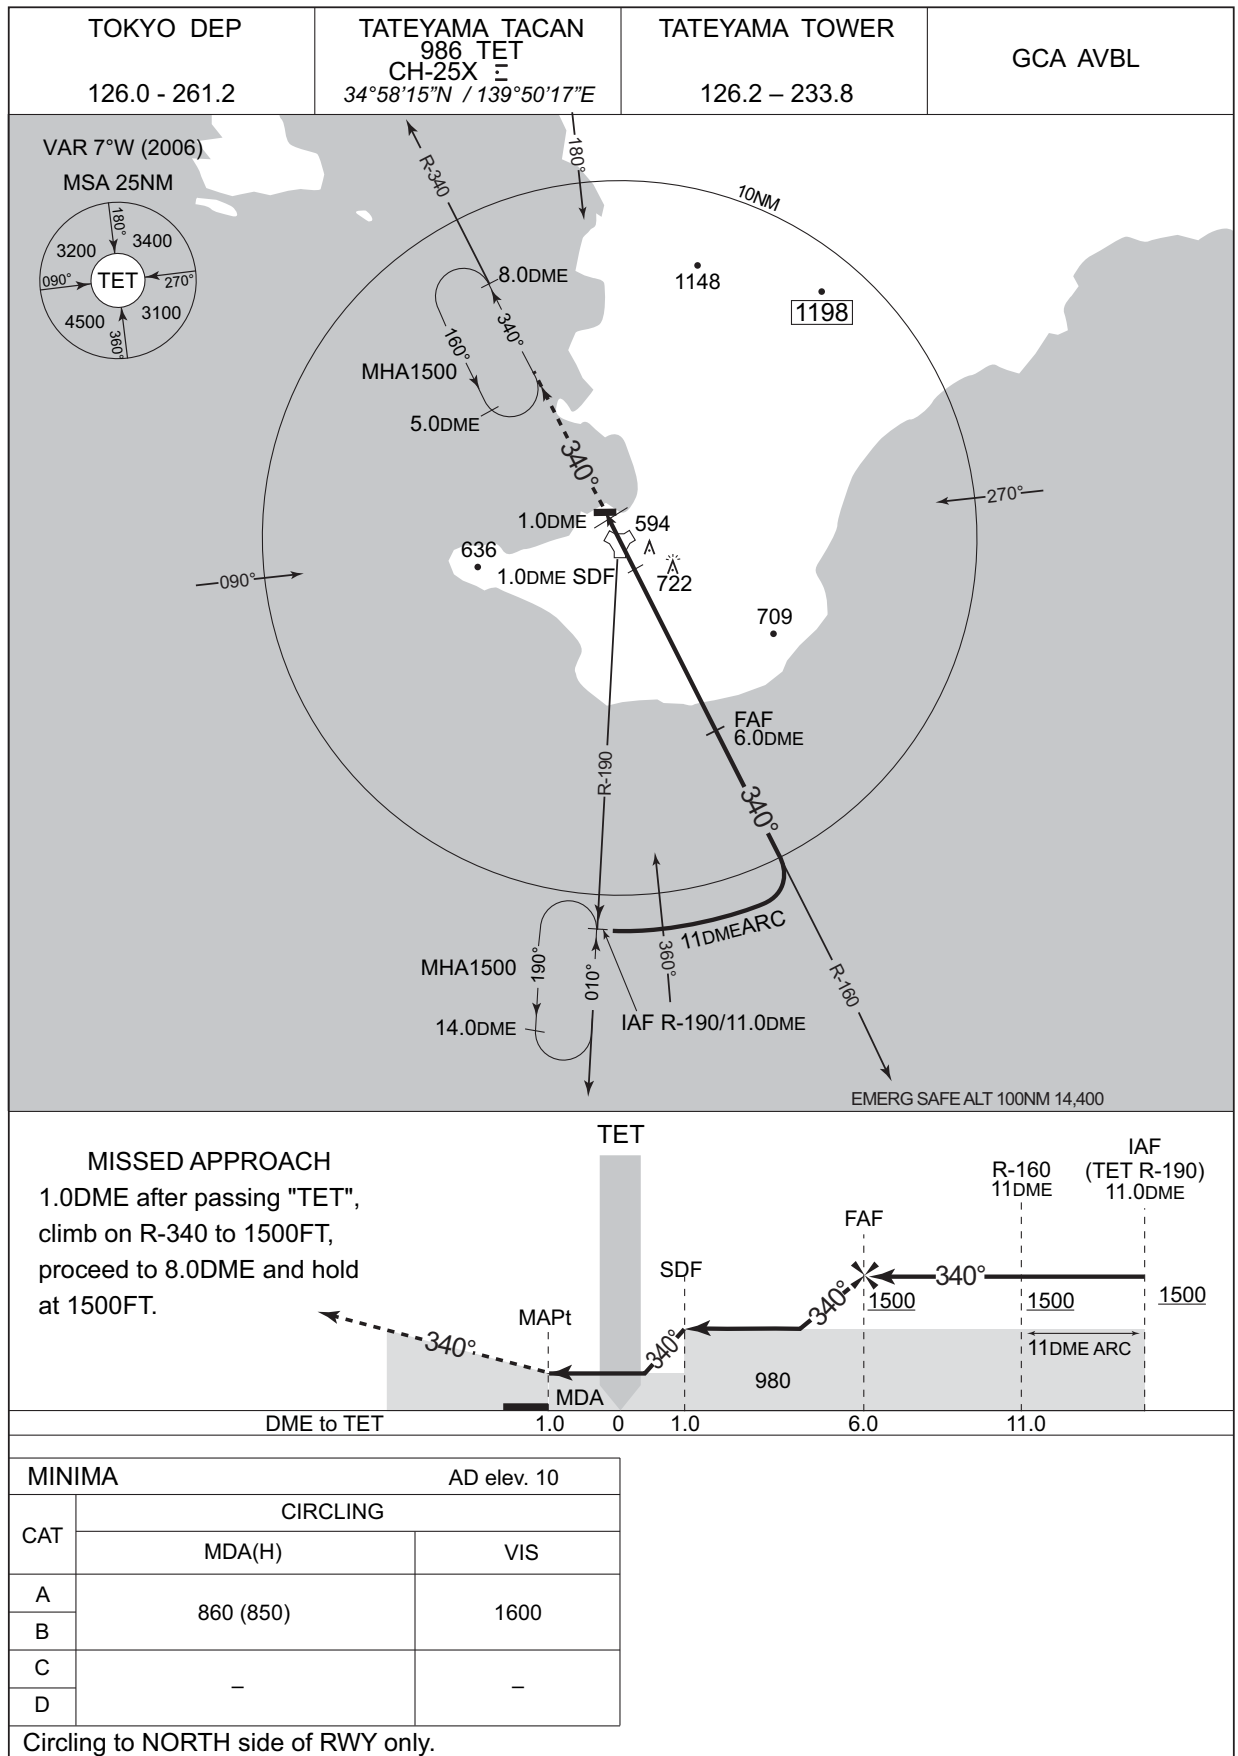 TOKYO DEP
126.0 - 261.2
TATEYAMA TACAN
986 TET
CH-25X
34°58'15"N / 139°50'17"E
TATEYAMA TOWER
126.2 – 233.8
GCA AVBL
VAR 7°W (2006)
MSA 25NM
180°
3200
3400
090°
TET
270°
4500
3100
360°
R-340
180°
10NM
8.0DME
1148
1198
340°
160°
MHA1500
5.0DME
340°
270°
1.0DME
594
636
1.0DME SDF
722
090°
709
FAF
6.0DME
R-190
340°
11DMEARC
MHA1500
190°
010°
360°
R-160
14.0DME
IAF R-190/11.0DME
EMERG SAFE ALT 100NM 14,400
MISSED APPROACH
1.0DME after passing "TET",
climb on R-340 to 1500FT,
proceed to 8.0DME and hold
at 1500FT.
TET
IAF
(TET R-190)
11.0DME
R-160
11DME
FAF
SDF
MAPt
340°
340°
340°
340°
1500
1500
1500
11DME ARC
980
MDA
DME to TET
1.0
0
1.0
6.0
11.0
MINIMA
AD elev. 10
CAT
CIRCLING
MDA(H)
VIS
A
B
860 (850)
1600
C
D
–
–
Circling to NORTH side of RWY only.